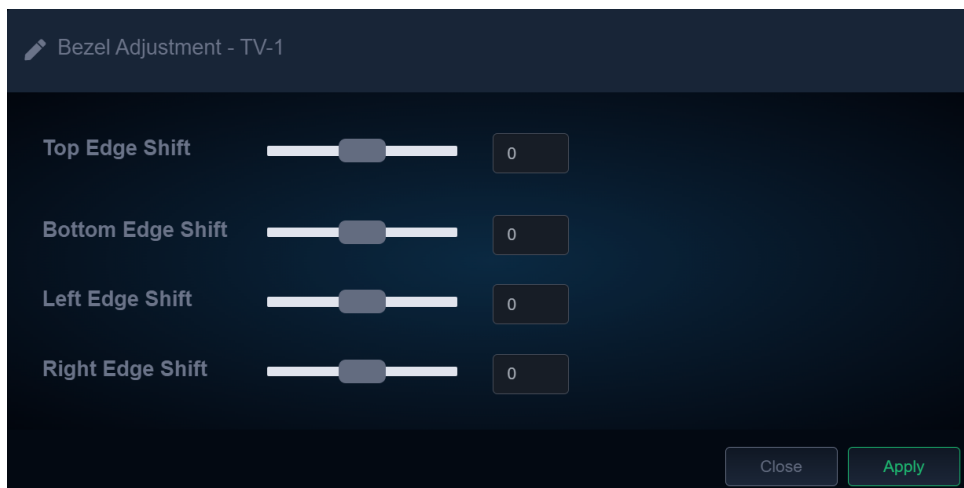 Bezel Adjustment - TV-1
Top Edge Shift 0
Bottom Edge Shift 0
Left Edge Shift 0
Right Edge Shift 0
Close Apply